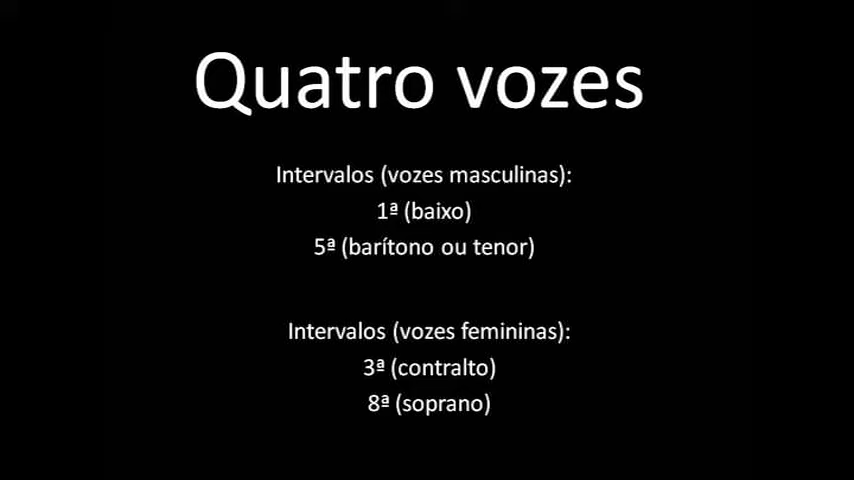 Quatro vozes
Intervalos (vozes masculinas):
1ª (baixo)
5ª (barítono ou tenor)
Intervalos (vozes femininas):
3ª (contralto)
8ª (soprano)